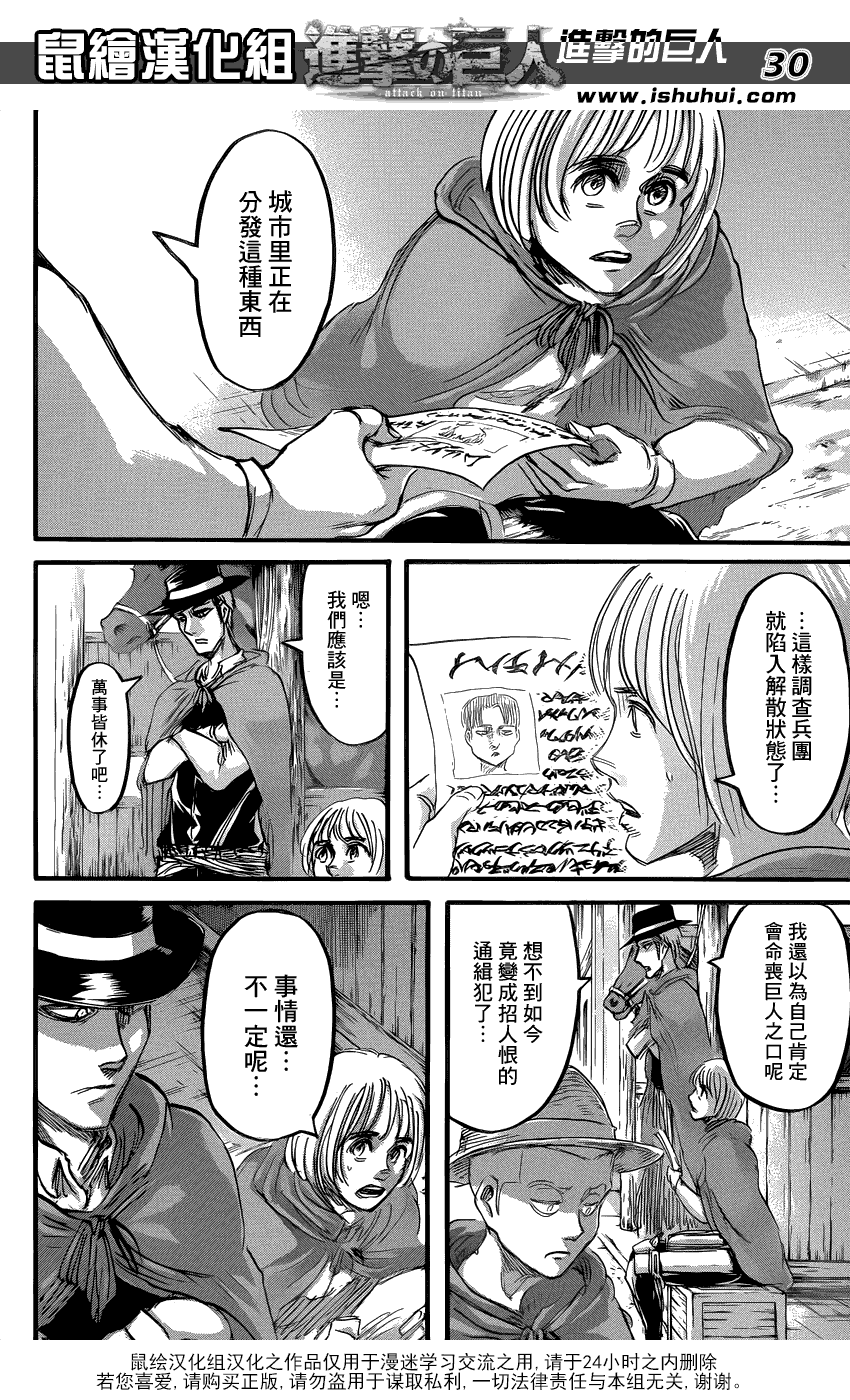 鼠繪漢化組
進撃の巨人
attack on titan
進撃的巨人
30
www.ishuhui.com
城市里正在
分發這種東西
…這樣調查兵團
就陷入解散狀態了…
嗯…
我們應該是…
萬事皆休了吧…
我還以為自己肯定
會命喪巨人之口呢
想不到如今
竟變成招人恨的
通緝犯了…
事情還…
不一定呢…
鼠绘汉化组汉化之作品仅用于漫迷学习交流之用,请于24小时之内删除
若您喜爱,请购买正版,请勿盗用于谋取私利,一切法律责任与本组无关,谢谢。